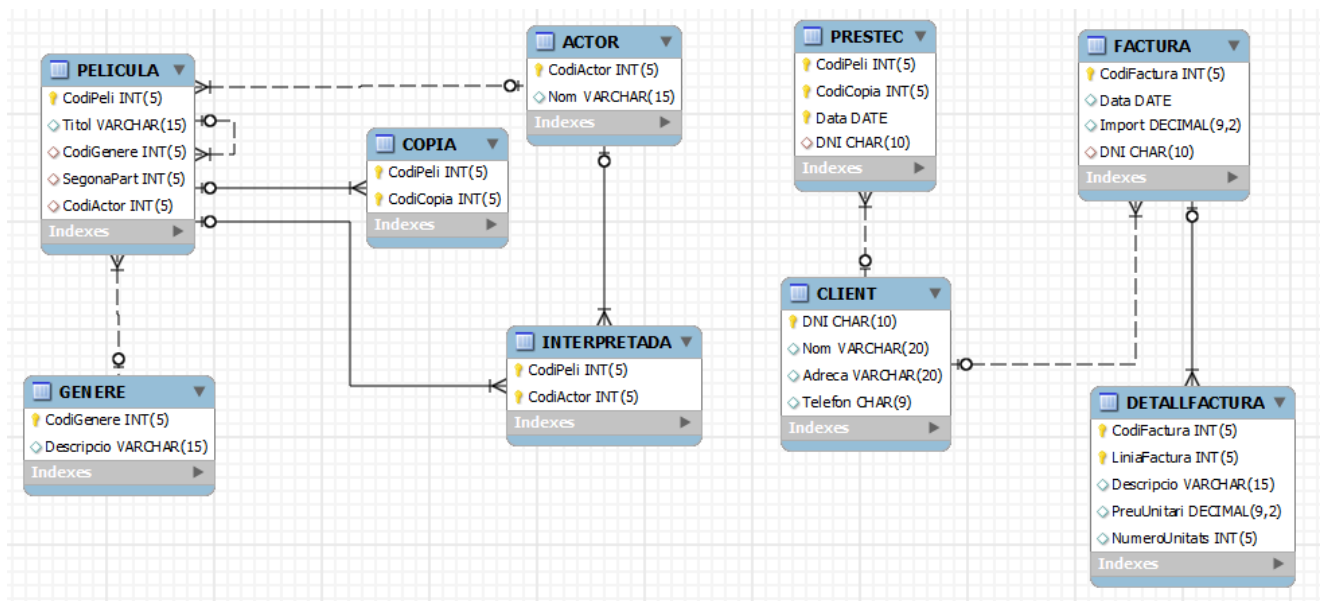 PELICULA
CodiPeli INT(5)
Titol VARCHAR(15)
CodiGenere INT(5)
SegonaPart INT(5)
CodiActor INT(5)
Indexes
ACTOR
CodiActor INT(5)
Nom VARCHAR(15)
Indexes
COPIA
CodiPeli INT(5)
CodiCopia INT(5)
Indexes
GENERE
CodiGenere INT(5)
Descripcio VARCHAR(15)
Indexes
INTERPRETADA
CodiPeli INT(5)
CodiActor INT(5)
Indexes
PRESTEC
CodiPeli INT(5)
CodiCopia INT(5)
Data DATE
DNI CHAR(10)
Indexes
CLIENT
DNI CHAR(10)
Nom VARCHAR(20)
Adreca VARCHAR(20)
Telefon CHAR(9)
Indexes
FACTURA
CodiFactura INT(5)
Data DATE
Import DECIMAL(9,2)
DNI CHAR(10)
Indexes
DETALLFACTURA
CodiFactura INT(5)
LiniaFactura INT(5)
Descripcio VARCHAR(15)
PreuUnitari DECIMAL(9,2)
NumeroUnitats INT(5)
Indexes